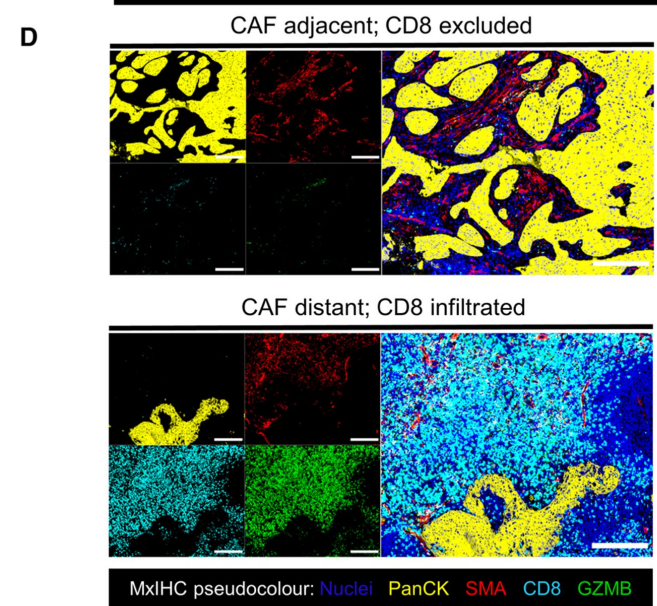 D
CAF adjacent; CD8 excluded
CAF distant; CD8 infiltrated
MxIHC pseudocolour: Nuclei PanCK SMA CD8 GZMB